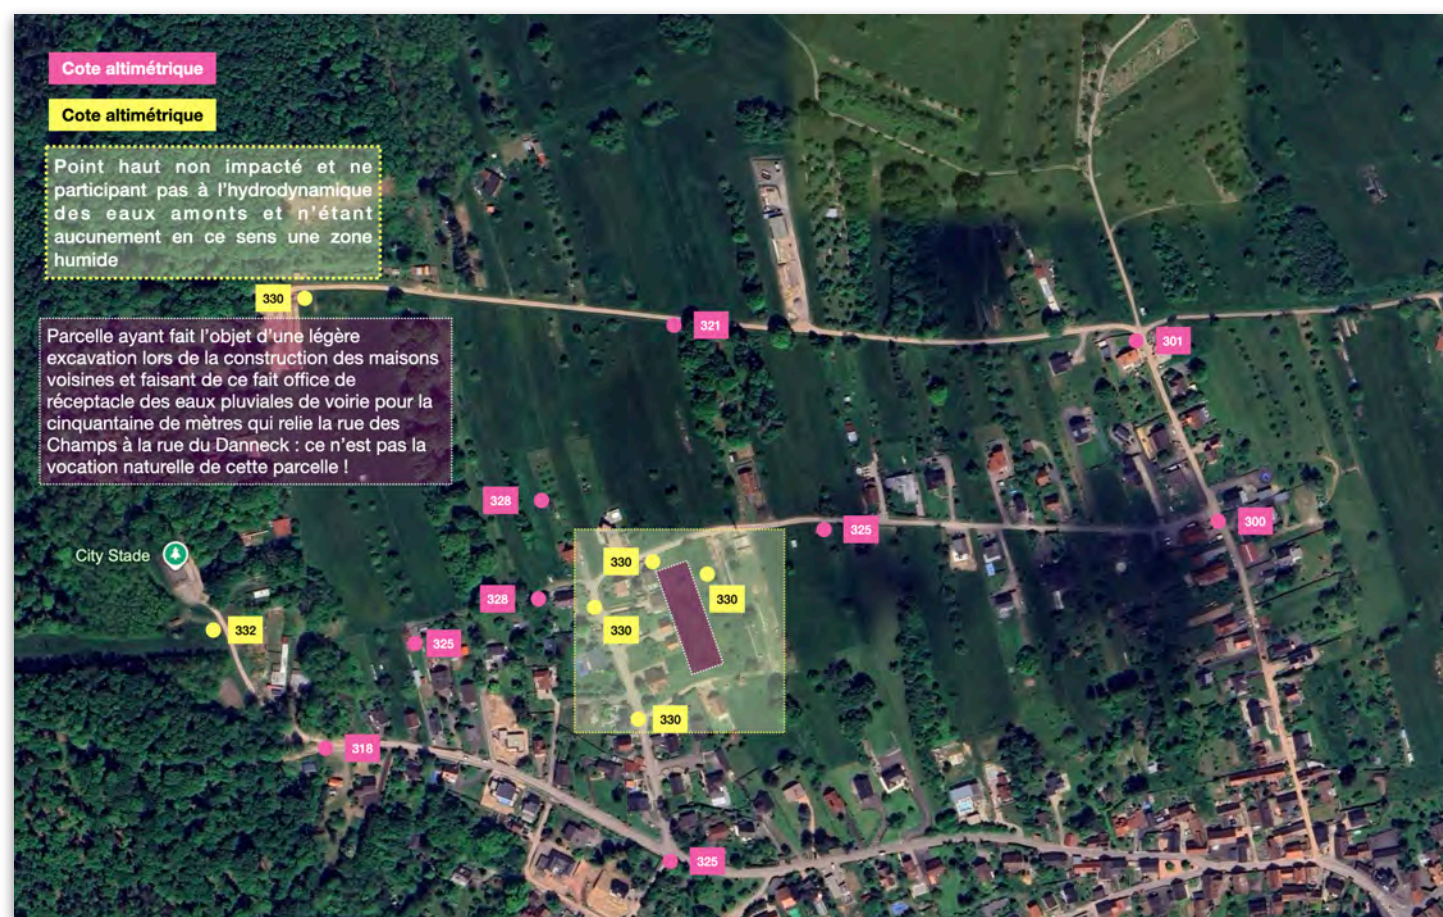 Cote altimétrique
Cote altimétrique
Point haut non impacté et ne
participant pas à l'hydrodynamique
des eaux amonts et n'étant
aucunement en ce sens une zone
humide
330
321
301
Parcelle ayant fait l'objet d'une légère
excavation lors de la construction des maisons
voisines et faisant de ce fait office de
réceptacle des eaux pluviales de voirie pour la
cinquantaine de mètres qui relie la rue des
Champs à la rue du Danneck : ce n'est pas la
vocation naturelle de cette parcelle !
328
325
300
City Stade
330
328
330
332
330
325
330
318
325